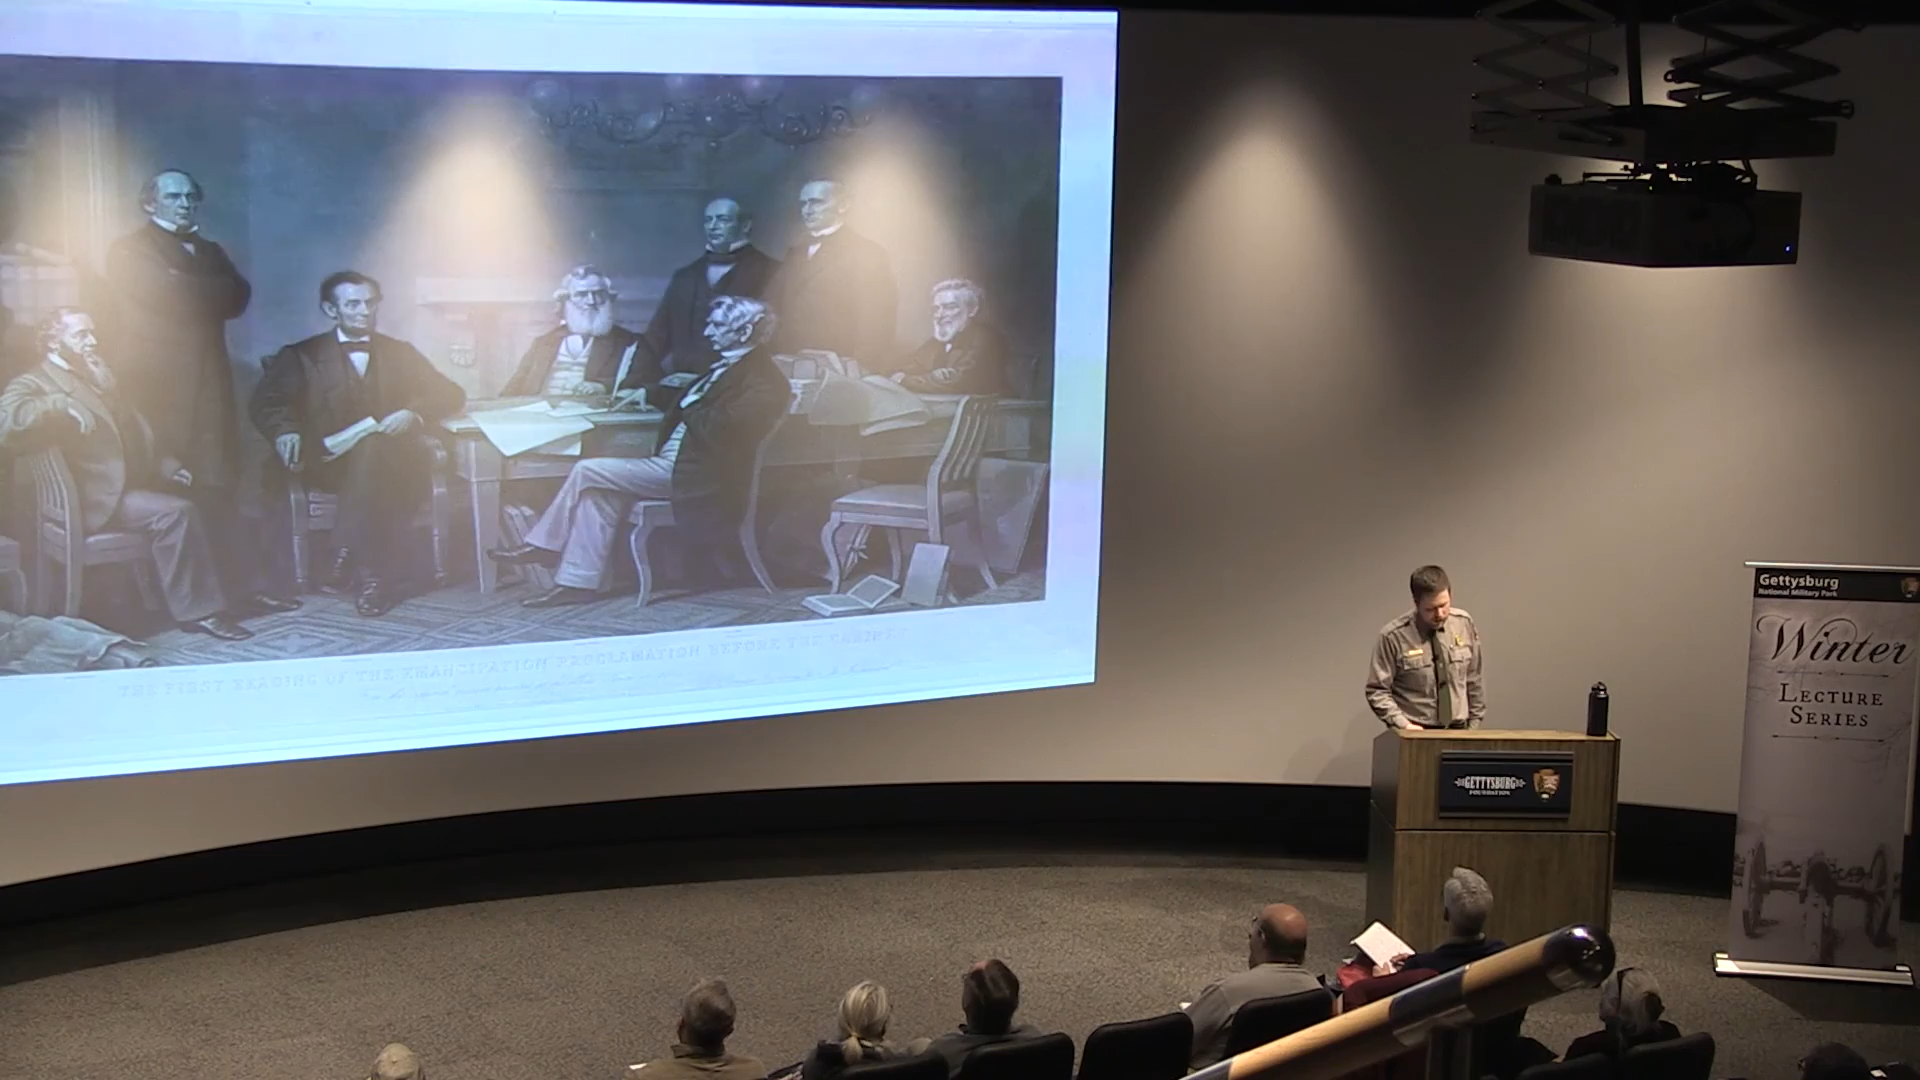 THE FIRST READING OF THE EMANCIPATION PROCLAMATION BEFORE THE CABINET
GETTYSBURG
FOUNDATION
Gettysburg
National Military Park
Winter
LECTURE
SERIES